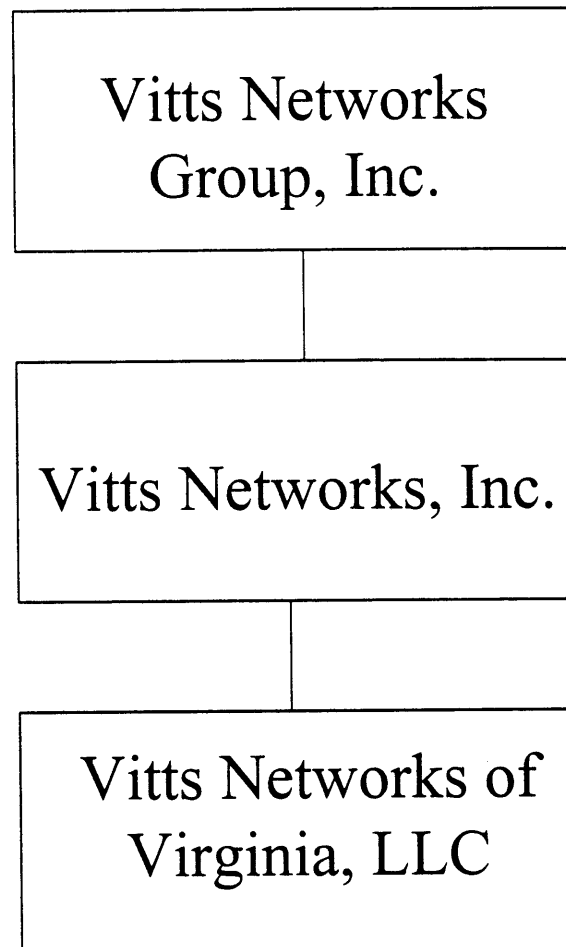 Vitts Networks
Group, Inc.
Vitts Networks, Inc.
Vitts Networks of
Virginia, LLC